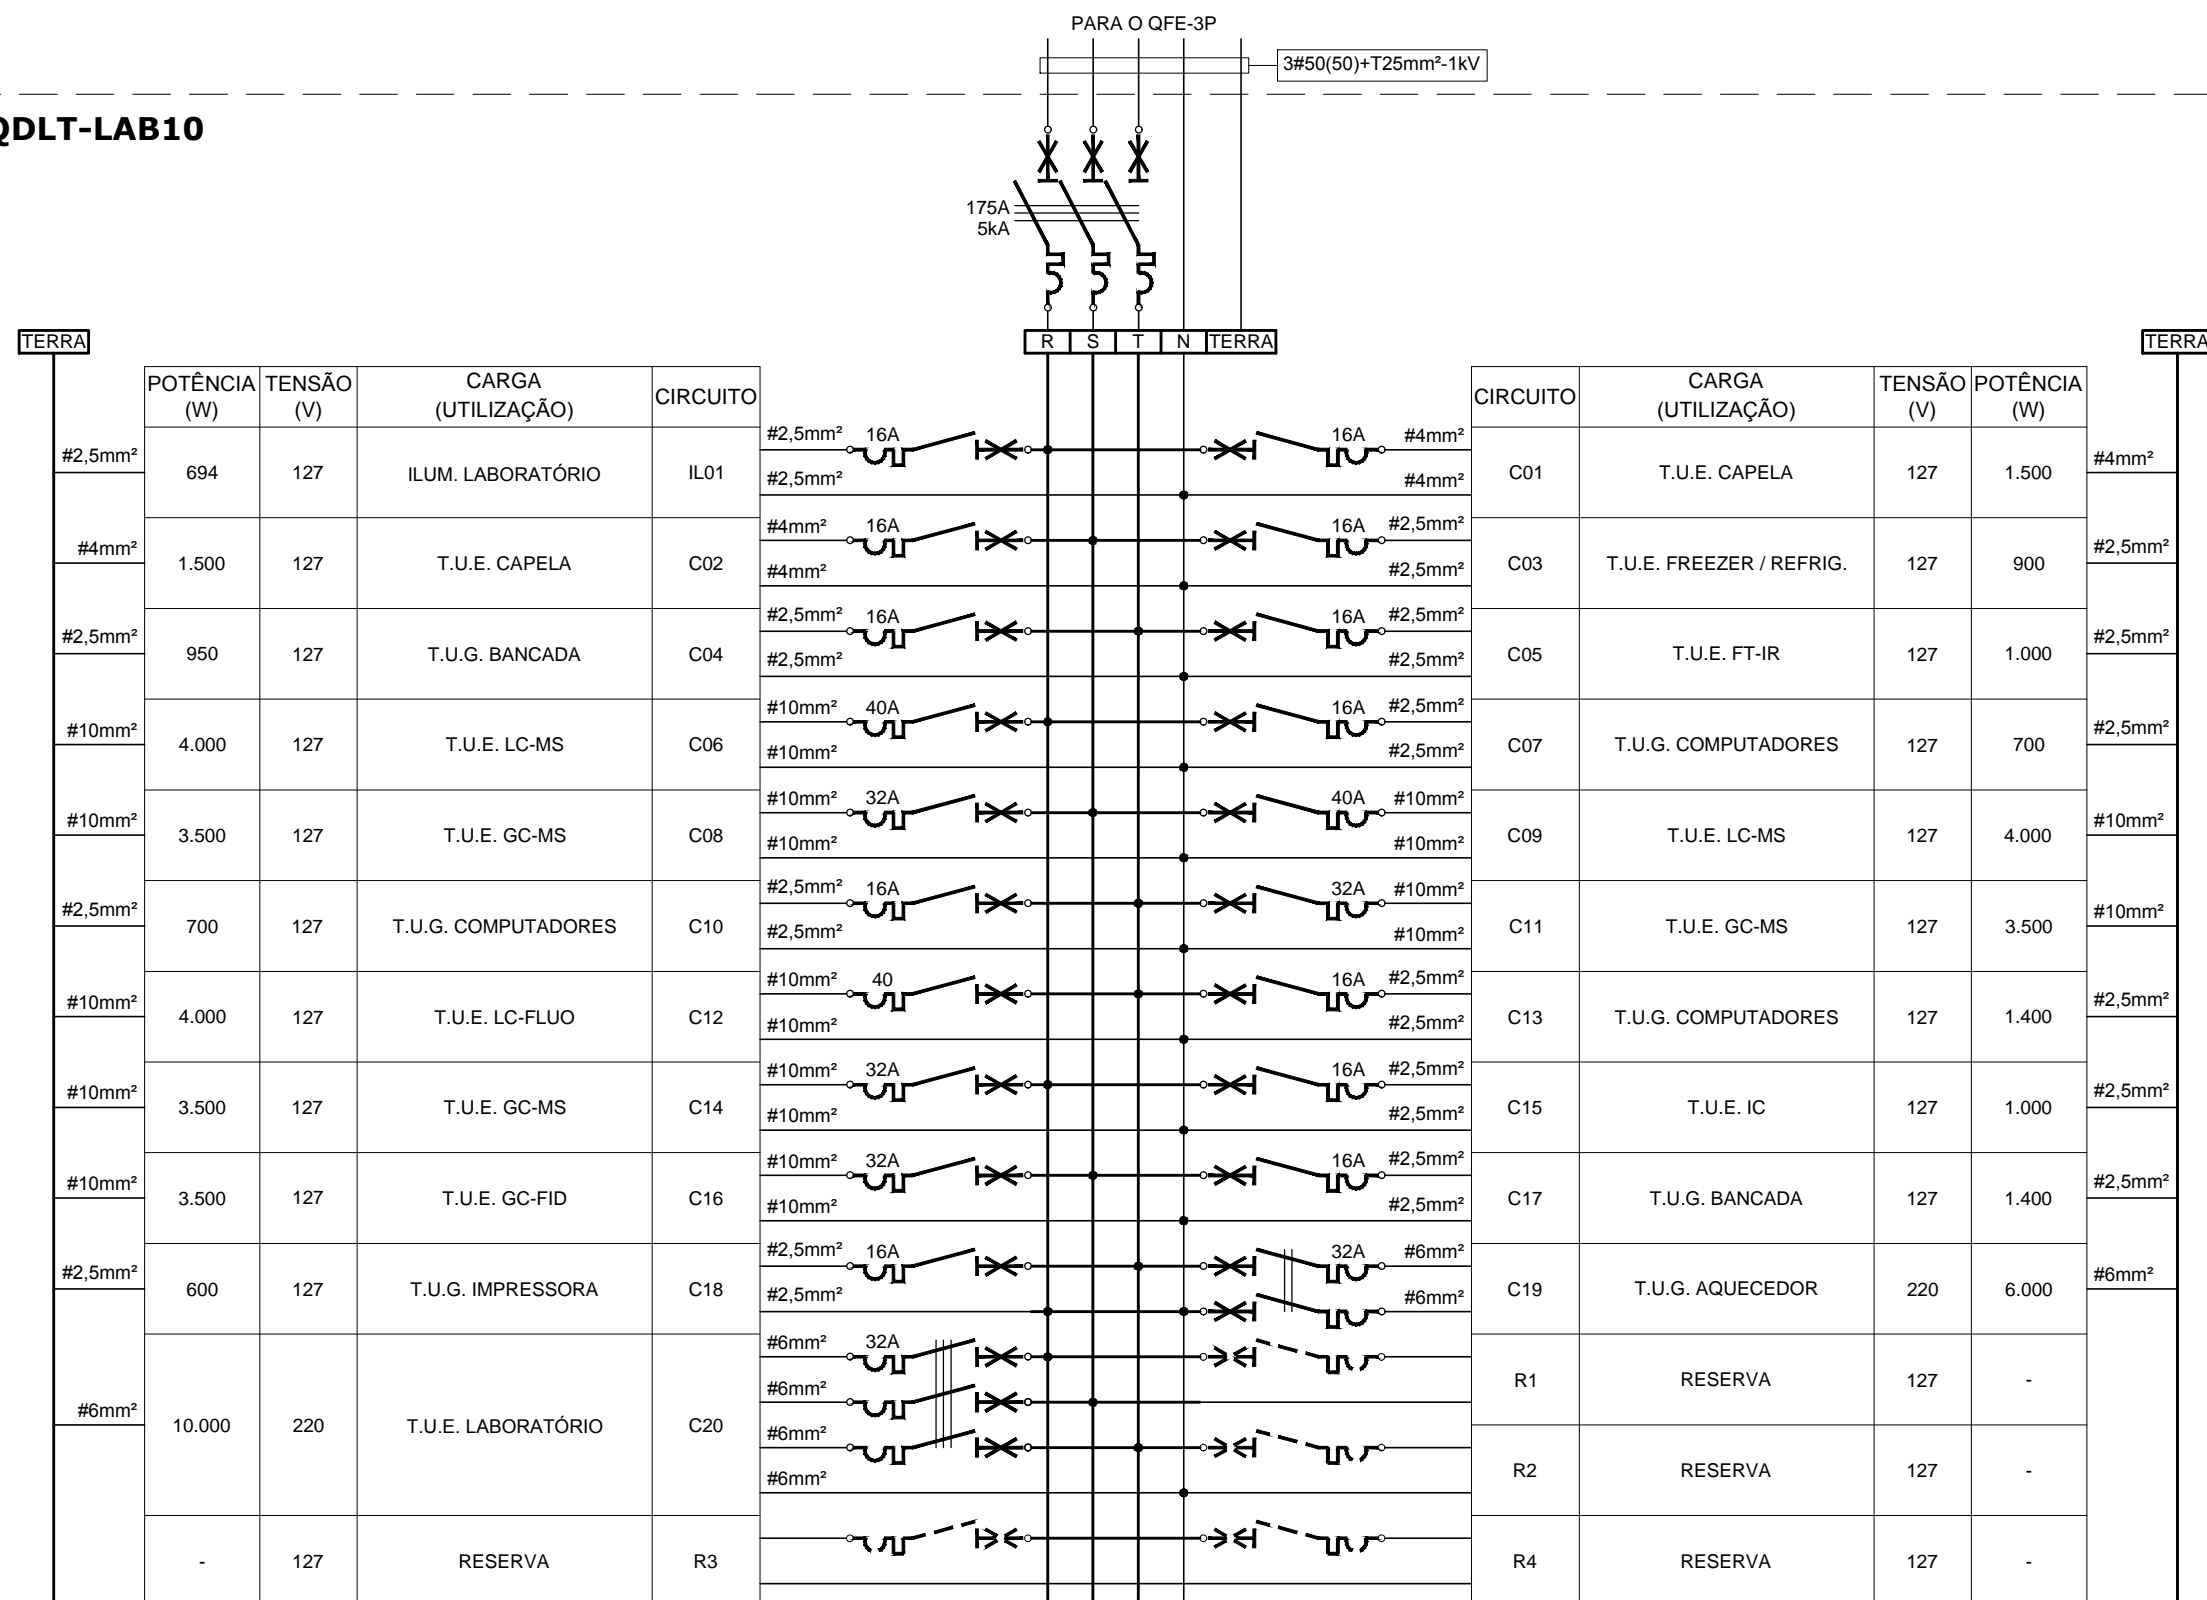 PARA O QFE-3P
3#50(50)+T25mm²-1kV
QDLT-LAB10
175A
5kA
TERRA
R S T N TERRA
TERRA
POTÊNCIA (W) TENSÃO (V) CARGA (UTILIZAÇÃO) CIRCUITO
CIRCUITO CARGA (UTILIZAÇÃO) TENSÃO (V) POTÊNCIA (W)
#2,5mm² 694 127 ILUM. LABORATÓRIO IL01 #2,5mm² 16A #2,5mm²
16A #4mm² #4mm² C01 T.U.E. CAPELA 127 1.500 #4mm²
#4mm² 1.500 127 T.U.E. CAPELA C02 #4mm² 16A #4mm²
16A #2,5mm² #2,5mm² C03 T.U.E. FREEZER / REFRIG. 127 900 #2,5mm²
#2,5mm² 950 127 T.U.G. BANCADA C04 #2,5mm² 16A #2,5mm²
16A #2,5mm² #2,5mm² C05 T.U.E. FT-IR 127 1.000 #2,5mm²
#10mm² 4.000 127 T.U.E. LC-MS C06 #10mm² 40A #10mm²
16A #2,5mm² #2,5mm² C07 T.U.G. COMPUTADORES 127 700 #2,5mm²
#10mm² 3.500 127 T.U.E. GC-MS C08 #10mm² 32A #10mm²
40A #10mm² #10mm² C09 T.U.E. LC-MS 127 4.000 #10mm²
#2,5mm² 700 127 T.U.G. COMPUTADORES C10 #2,5mm² 16A #2,5mm²
32A #10mm² #10mm² C11 T.U.E. GC-MS 127 3.500 #10mm²
#10mm² 4.000 127 T.U.E. LC-FLUO C12 #10mm² 40 #10mm²
16A #2,5mm² #2,5mm² C13 T.U.G. COMPUTADORES 127 1.400 #2,5mm²
#10mm² 3.500 127 T.U.E. GC-MS C14 #10mm² 32A #10mm²
16A #2,5mm² #2,5mm² C15 T.U.E. IC 127 1.000 #2,5mm²
#10mm² 3.500 127 T.U.E. GC-FID C16 #10mm² 32A #10mm²
16A #2,5mm² #2,5mm² C17 T.U.G. BANCADA 127 1.400 #2,5mm²
#2,5mm² 600 127 T.U.G. IMPRESSORA C18 #2,5mm² 16A #2,5mm²
32A #6mm² #6mm² C19 T.U.G. AQUECEDOR 220 6.000 #6mm²
#6mm² 10.000 220 T.U.E. LABORATÓRIO C20 #6mm² 32A #6mm² #6mm² #6mm²
R1 RESERVA 127 -
R2 RESERVA 127 -
- 127 RESERVA R3
R4 RESERVA 127 -